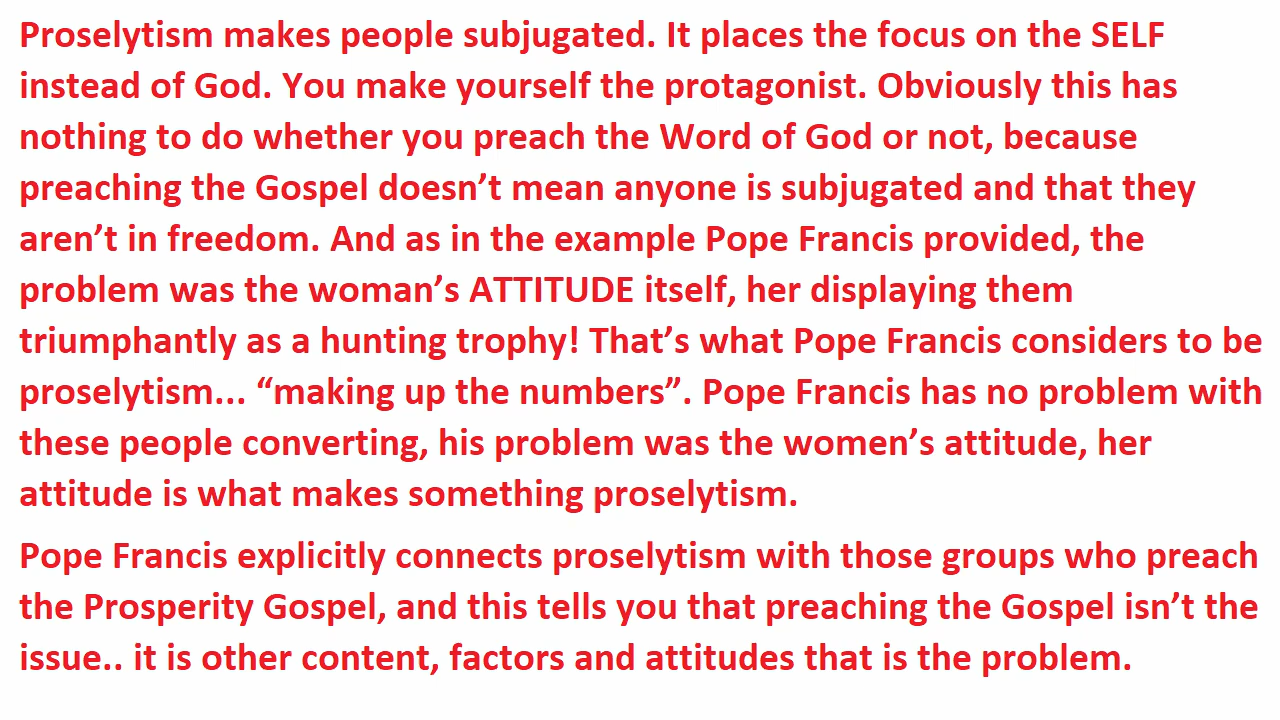 Proselytism makes people subjugated. It places the focus on the SELF
instead of God. You make yourself the protagonist. Obviously this has
nothing to do whether you preach the Word of God or not, because
preaching the Gospel doesn’t mean anyone is subjugated and that they
aren’t in freedom. And as in the example Pope Francis provided, the
problem was the woman’s ATTITUDE itself, her displaying them
triumphantly as a hunting trophy! That’s what Pope Francis considers to be
proselytism... “making up the numbers”. Pope Francis has no problem with
these people converting, his problem was the women’s attitude, her
attitude is what makes something proselytism.
Pope Francis explicitly connects proselytism with those groups who preach
the Prosperity Gospel, and this tells you that preaching the Gospel isn’t the
issue.. it is other content, factors and attitudes that is the problem.